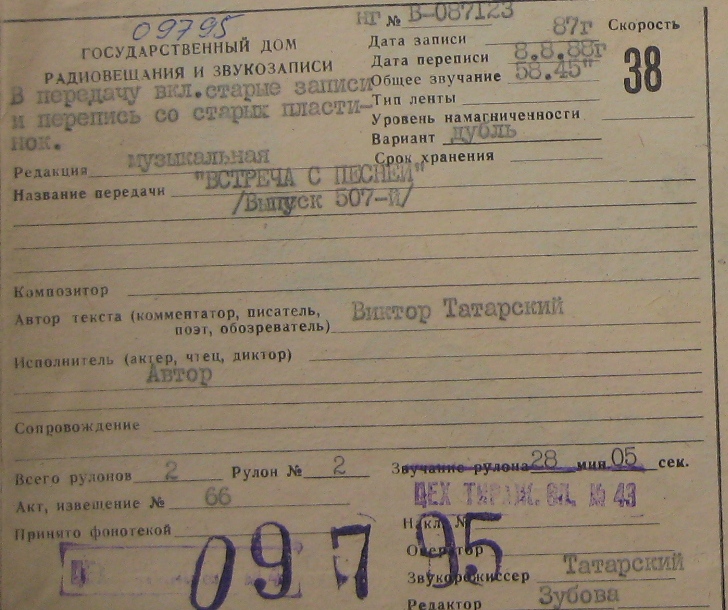 09795
нг № В-087123
ГОСУДАРСТВЕННЫЙ ДОМ
РАДИОВЕЩАНИЯ И ЗВУКОЗАПИСИ
Дата записи 87г
Скорость
Дата переписи 8.8.88г
38
Общее звучание 58.45"
В передачу вкл.старые записи
и перепись со старых пласти-
нок.
Тип ленты
Уровень намагниченности
Вариант дубль
Срок хранения
Редакция музыкальная
Название передачи "ВСТРЕЧА С ПЕСНЕЙ"
/Выпуск 507-й/
Композитор
Автор текста (комментатор, писатель, Виктор Татарский
поэт, обозреватель)
Исполнитель (актер, чтец, диктор)
Автор
Сопровождение
Всего рулонов 2 Рулон № 2 Звучание рулона 28 мин 05 сек.
Акт, извещение № 66
ЦЕХ ТИРАЖ. ОД. № 43
Принято фонотекой
Накл. №
09795
Оператор
Звукорежиссер Татарский
Редактор Зубова